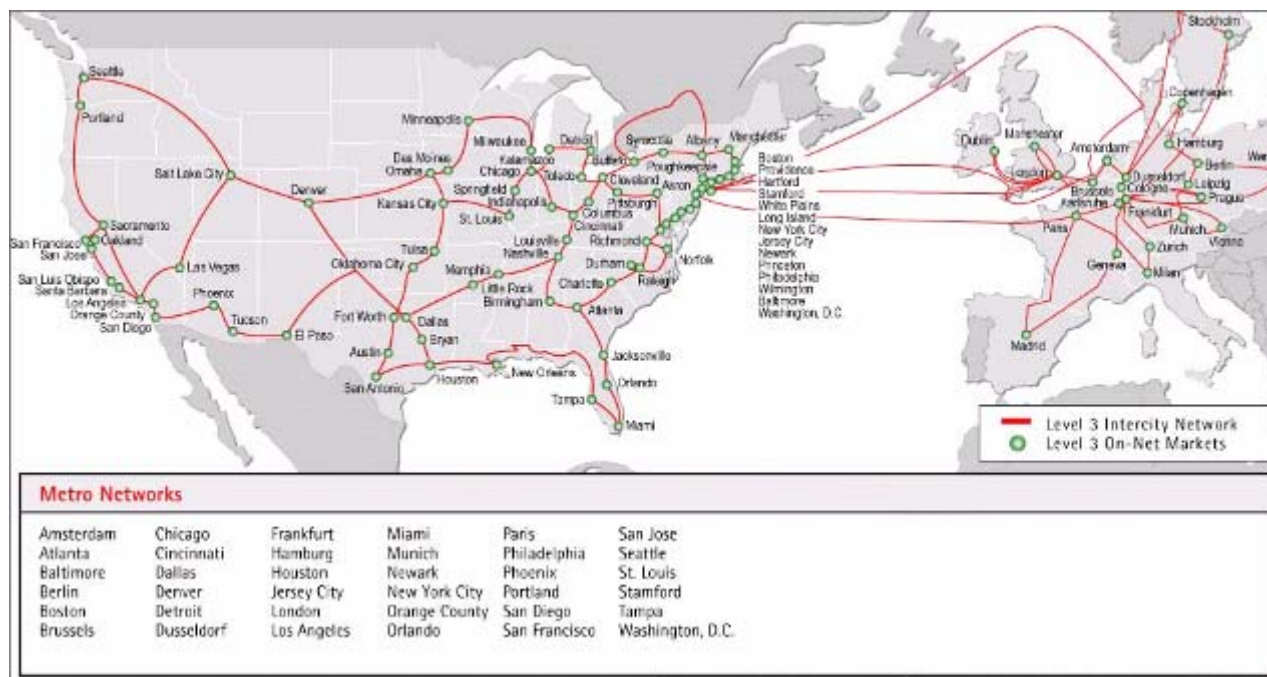 Stockholm
Seattle
Portland
Minneapolis
Milwaukee
Detroit
Syracuse
Albany
Manchester
Dublin
Manchester
Copenhagen
Hamburg
Amsterdam
Berlin
Des Moines
Omaha
Kalamazoo
Chicago
Buffalo
Poughkeepsie
Boston
Providence
Hartford
Stamford
White Plains
Long Island
New York City
Jersey City
Newark
Princeton
Philadelphia
Wilmington
Baltimore
Washington, D.C.
London
Brussels
Dusseldorf
Cologne
Leipzig
Prague
Karlsruhe
Frankfurt
Paris
Munich
Vienna
Zurich
Geneva
Milan
Madrid
Salt Lake City
Denver
Springfield
Toledo
Cleveland
Akron
Kansas City
Indianapolis
Pittsburgh
St. Louis
Columbus
Cincinnati
Sacramento
San Francisco
Oakland
San Jose
Tulsa
Louisville
Nashville
Richmond
Norfolk
Las Vegas
Oklahoma City
Memphis
Durham
Raleigh
San Luis Obispo
Santa Barbara
Los Angeles
Orange County
San Diego
Phoenix
Tucson
El Paso
Little Rock
Birmingham
Charlotte
Atlanta
Fort Worth
Dallas
Bryan
Austin
San Antonio
Houston
New Orleans
Jacksonville
Orlando
Tampa
Miami
Level 3 Intercity Network
Level 3 On-Net Markets
Metro Networks
Amsterdam Chicago Frankfurt Miami Paris San Jose
Atlanta Cincinnati Hamburg Munich Philadelphia Seattle
Baltimore Dallas Houston Newark Phoenix St. Louis
Berlin Denver Jersey City New York City Portland Stamford
Boston Detroit London Orange County San Diego Tampa
Brussels Dusseldorf Los Angeles Orlando San Francisco Washington, D.C.